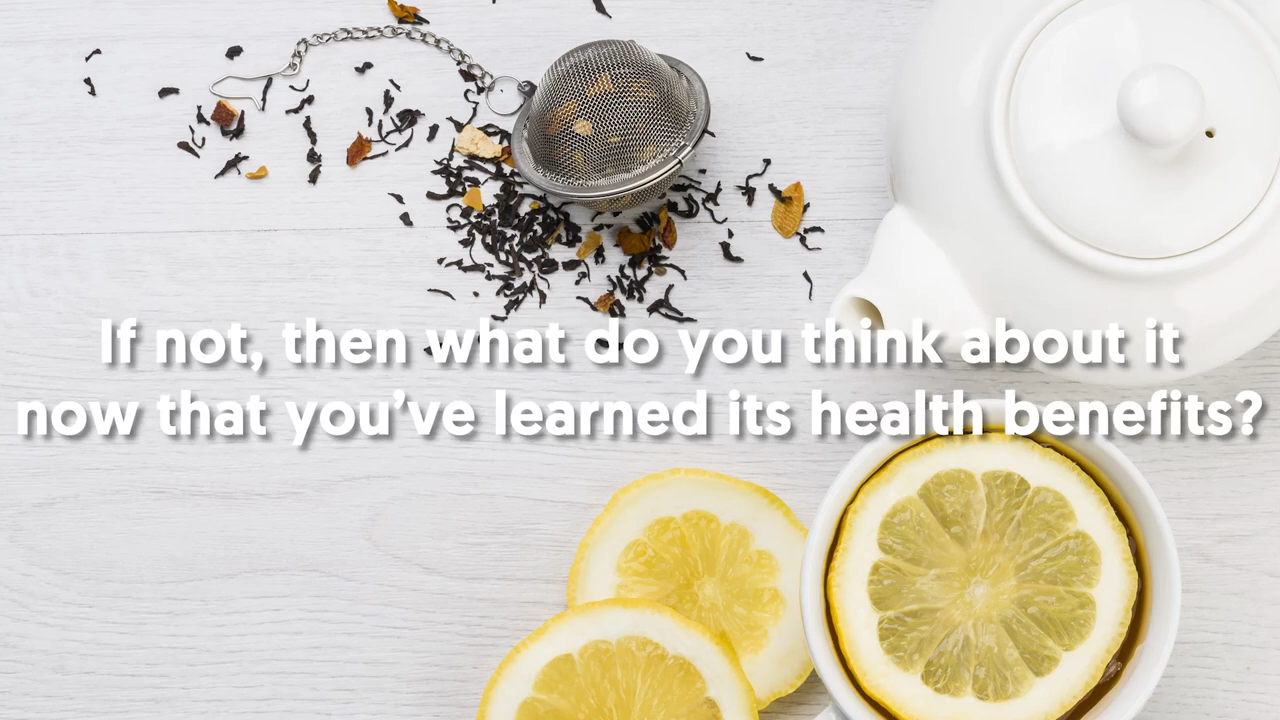 If not, then what do you think about it
now that you’ve learned its health benefits?